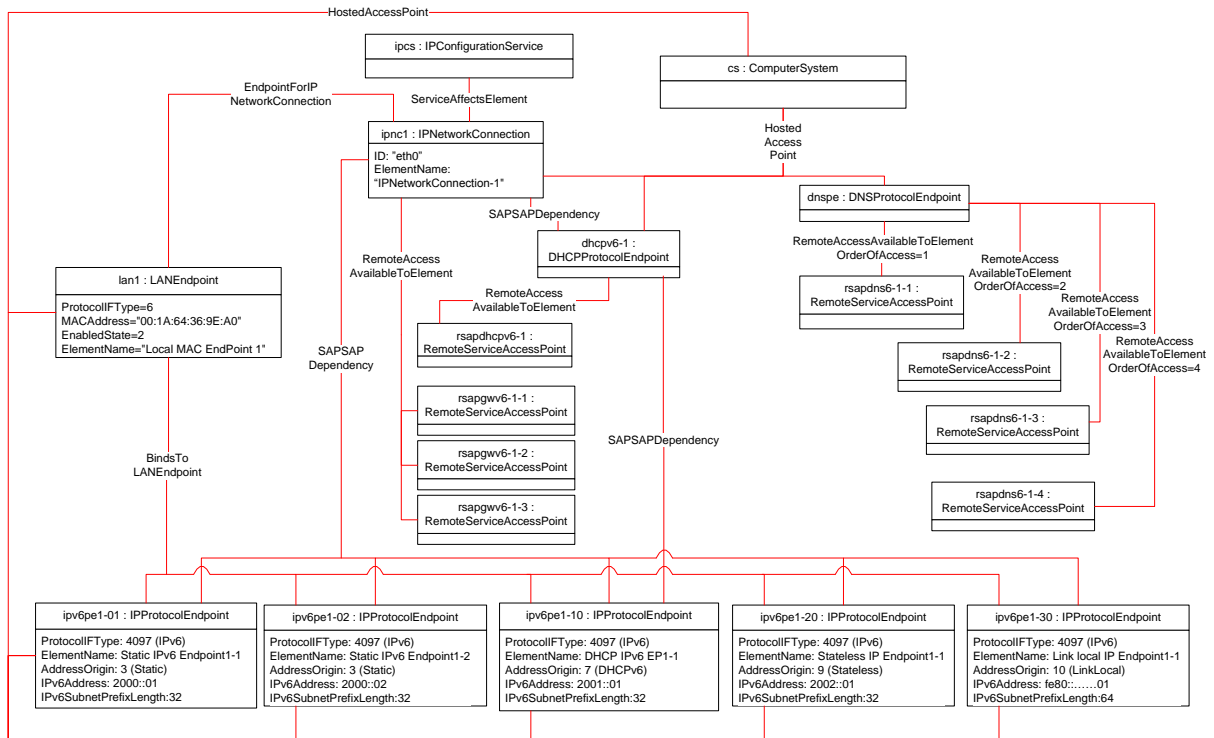 HostedAccessPoint
ipcs : IPConfigurationService
cs : ComputerSystem
EndpointForIP
NetworkConnection
ServiceAffectsElement
ipnc1 : IPNetworkConnection
ID: "eth0"
ElementName:
"IPNetworkConnection-1"
Hosted
Access
Point
dnspe : DNSProtocolEndpoint
SAPSAPDependency
dhcpv6-1 :
DHCPProtocolEndpoint
RemoteAccessAvailableToElement
OrderOfAccess=1
RemoteAccess
AvailableToElement
RemoteAccess
AvailableToElement
OrderOfAccess=2
lan1 : LANEndpoint
ProtocolIFType=6
MACAddress="00:1A:64:36:9E:A0"
EnabledState=2
ElementName="Local MAC EndPoint 1"
RemoteAccess
AvailableToElement
rsapdns6-1-1 :
RemoteServiceAccessPoint
RemoteAccess
AvailableToElement
OrderOfAccess=3
rsapdhcpv6-1 :
RemoteServiceAccessPoint
RemoteAccess
AvailableToElement
OrderOfAccess=4
SAPSAP
Dependency
rsapdns6-1-2 :
RemoteServiceAccessPoint
rsapgwv6-1-1 :
RemoteServiceAccessPoint
rsapdns6-1-3 :
RemoteServiceAccessPoint
SAPSAPDependency
rsapgwv6-1-2 :
RemoteServiceAccessPoint
BindsTo
LANEndpoint
rsapgwv6-1-3 :
RemoteServiceAccessPoint
rsapdns6-1-4 :
RemoteServiceAccessPoint
ipv6pe1-01 : IPProtocolEndpoint
ProtocolIFType: 4097 (IPv6)
ElementName: Static IPv6 Endpoint1-1
AddressOrigin: 3 (Static)
IPv6Address: 2000::01
IPv6SubnetPrefixLength:32
ipv6pe1-02 : IPProtocolEndpoint
ProtocolIFType: 4097 (IPv6)
ElementName: Static IPv6 Endpoint1-2
AddressOrigin: 3 (Static)
IPv6Address: 2000::02
IPv6SubnetPrefixLength:32
ipv6pe1-10 : IPProtocolEndpoint
ProtocolIFType: 4097 (IPv6)
ElementName: DHCP IPv6 EP1-1
AddressOrigin: 7 (DHCPv6)
IPv6Address: 2001::01
IPv6SubnetPrefixLength:32
ipv6pe1-20 : IPProtocolEndpoint
ProtocolIFType: 4097 (IPv6)
ElementName: Stateless IP Endpoint1-1
AddressOrigin: 9 (Stateless)
IPv6Address: 2002::01
IPv6SubnetPrefixLength:32
ipv6pe1-30 : IPProtocolEndpoint
ProtocolIFType: 4097 (IPv6)
ElementName: Link local IP Endpoint1-1
AddressOrigin: 10 (LinkLocal)
IPv6Address: fe80::......01
IPv6SubnetPrefixLength:64